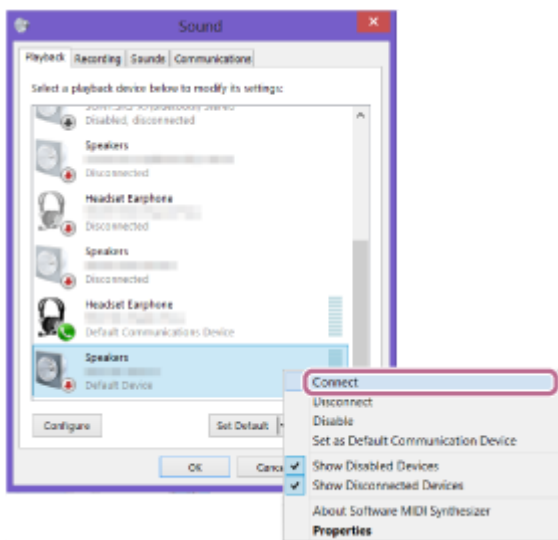 Sound
Playback Recording Sounds Communications
Select a playback device below to modify its settings:
Disabled, disconnected
Speakers
Disconnected
Headset Earphone
Disconnected
Speakers
Disconnected
Headset Earphone
Default Communications Device
Speakers
Default Device
Configure Set Default
OK
Connect
Disconnect
Disable
Set as Default Communication Device
Show Disabled Devices
Show Disconnected Devices
About Software MIDI Synthesizer
Properties